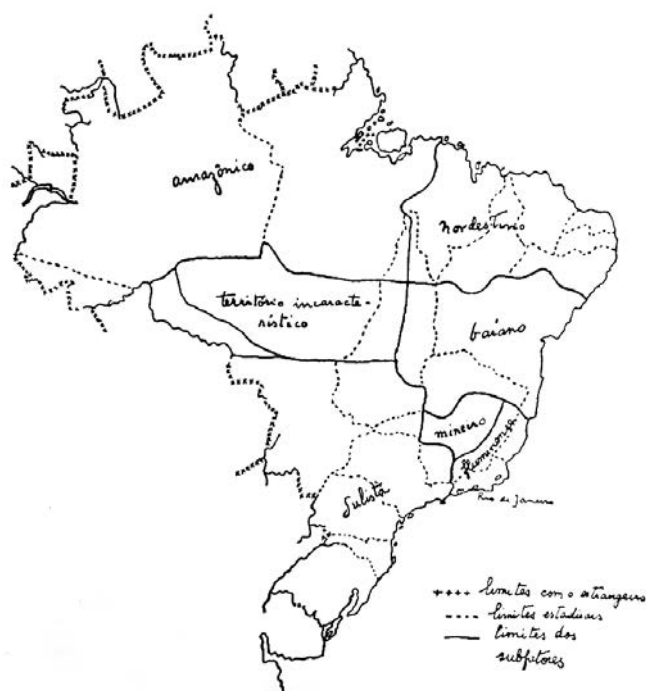 amazônico
nordestino
território incaracte-
rístico
baiano
mineiro
fluminense
sulista
Rio de Janeiro
limites com o estrangeiro
limites estaduais
limites dos
subfalares